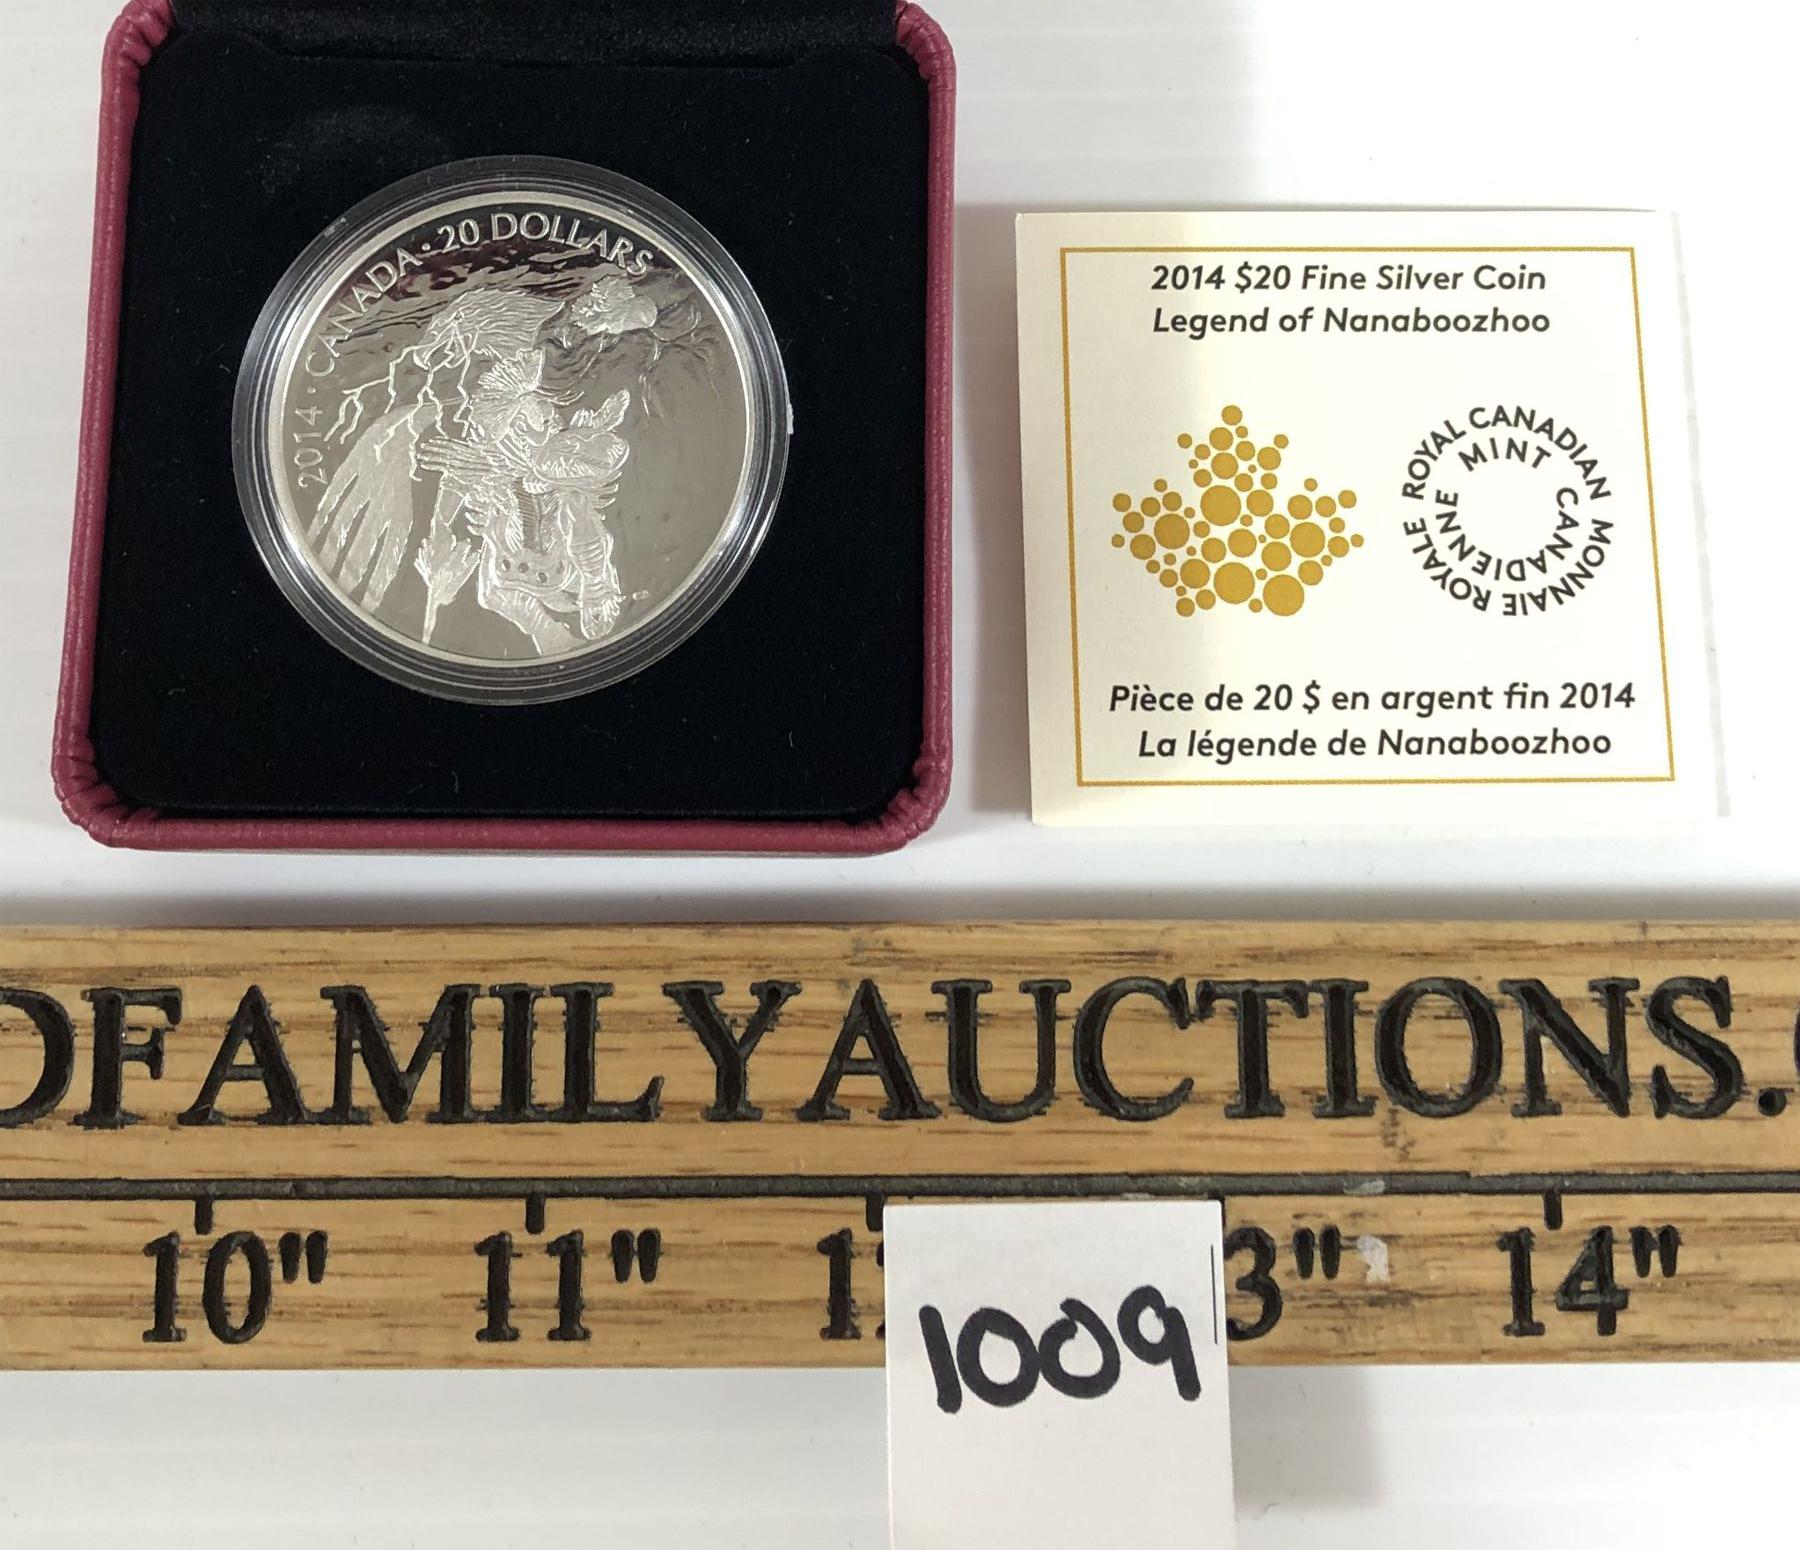 2014 · CANADA · 20 DOLLARS
2014 $20 Fine Silver Coin
Legend of Nanaboozhoo
ROYAL CANADIAN MINT
MONNAIE ROYALE CANADIENNE
Pièce de 20 $ en argent fin 2014
La légende de Nanaboozhoo
DFAMILYAUCTIONS.
10" 11" 1 3" 14"
1009